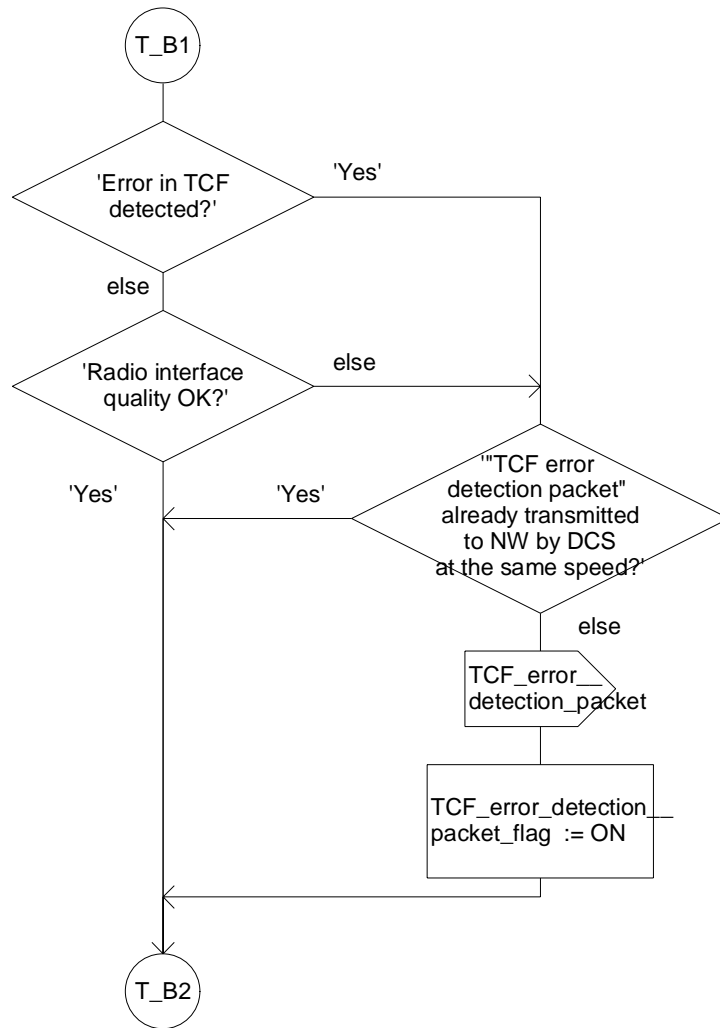 T_B1
'Yes'
'Error in TCF
detected?'
else
'Radio interface
quality OK?'
else
'Yes'
'Yes'
'"TCF error
detection packet"
already transmitted
to NW by DCS
at the same speed?'
else
TCF_error__
detection_packet
TCF_error_detection__
packet_flag := ON
T_B2